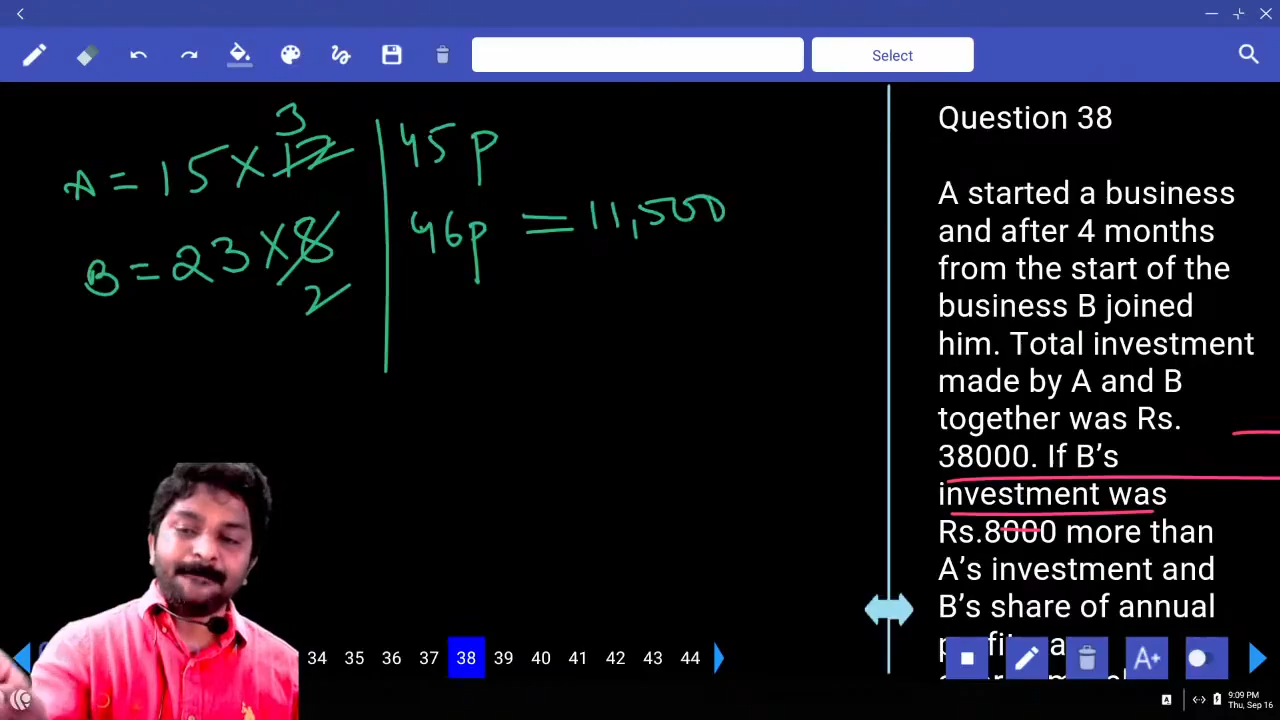 Select
A = 15 × 12 3 | 45 p
B = 23 × 8 2 | 46p = 11,500
Question 38
A started a business
and after 4 months
from the start of the
business B joined
him. Total investment
made by A and B
together was Rs.
38000. If B’s
investment was
Rs.8000 more than
A’s investment and
B’s share of annual
34 35 36 37 38 39 40 41 42 43 44
A+
9:09 PM
Thu, Sep 16